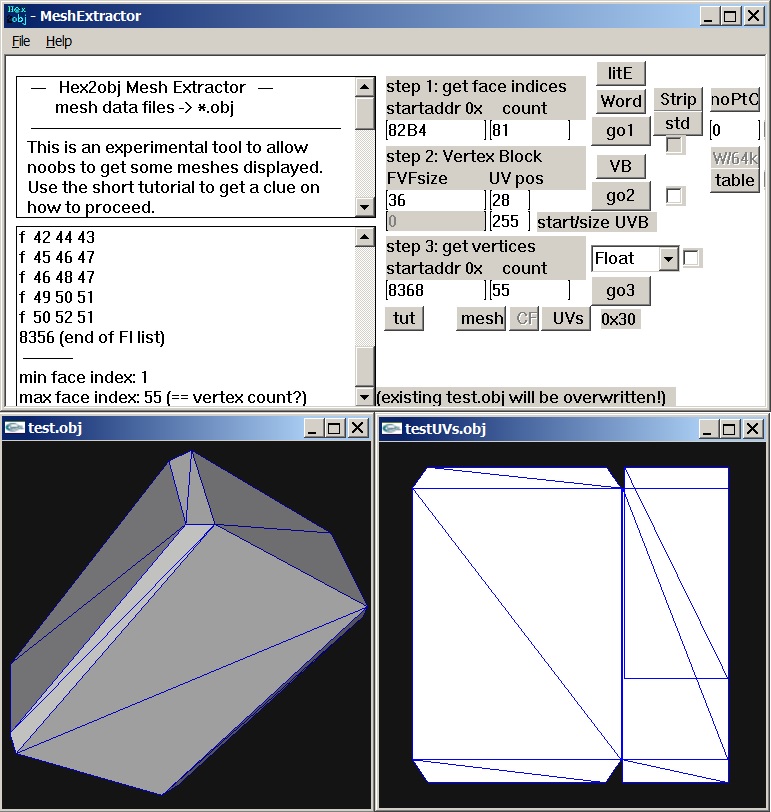 Hex
obj - MeshExtractor
File Help
— Hex2obj Mesh Extractor —
mesh data files -> *.obj
This is an experimental tool to allow
noobs to get some meshes displayed.
Use the short tutorial to get a clue on
how to proceed.
f 42 44 43
f 45 46 47
f 46 48 47
f 49 50 51
f 50 52 51
8356 (end of FI list)
min face index: 1
max face index: 55 (== vertex count?)
step 1: get face indices
startaddr 0x count
82B4 81
litE
Word
go1
Strip
std
noPtC
0
W/64k
table
step 2: Vertex Block
FVFsize UV pos
36 28
0 255 start/size UVB
VB
go2
step 3: get vertices
startaddr 0x count
8368 55
Float
go3
tut mesh CF UVs 0x30
(existing test.obj will be overwritten!)
test.obj
testUVs.obj